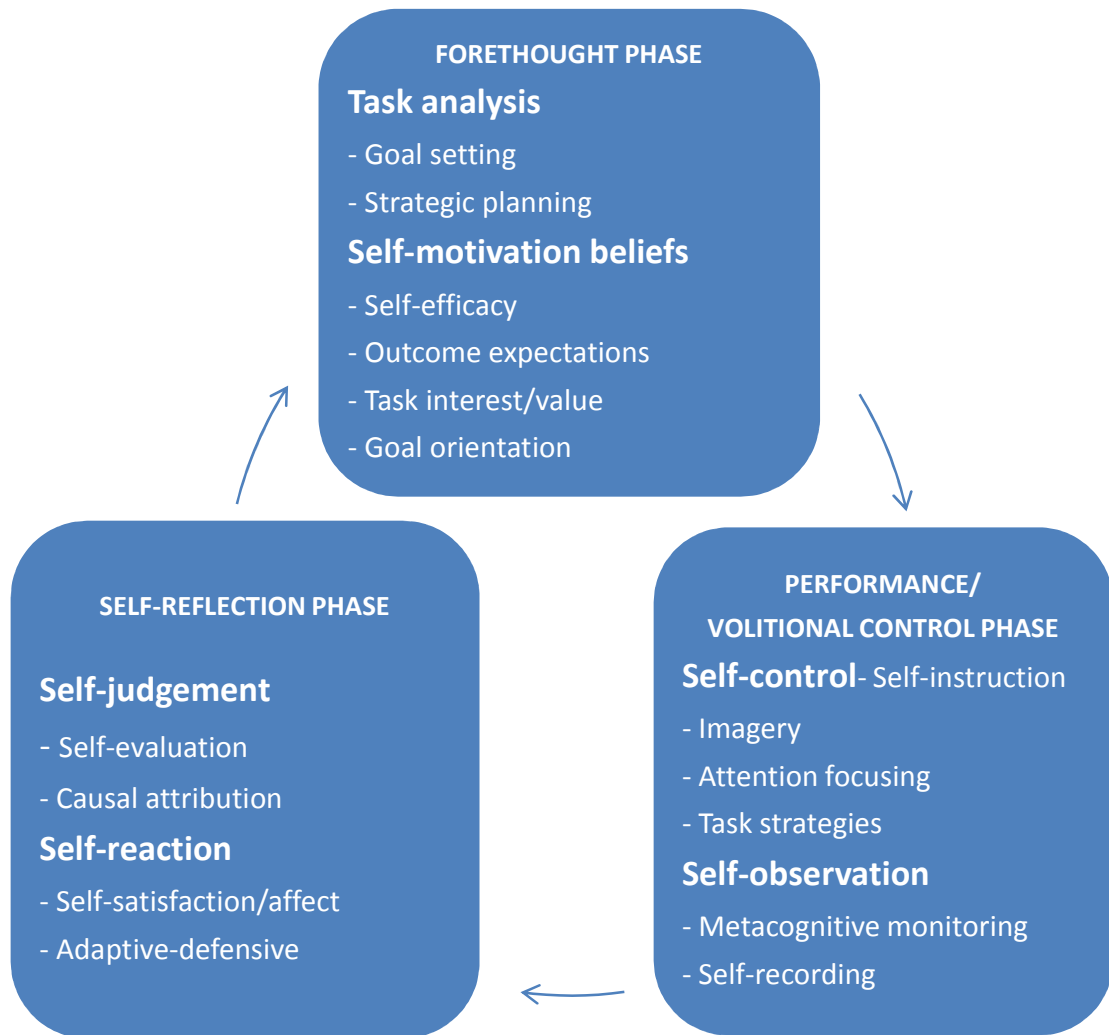 FORETHOUGHT PHASE
Task analysis
- Goal setting
- Strategic planning
Self-motivation beliefs
- Self-efficacy
- Outcome expectations
- Task interest/value
- Goal orientation
SELF-REFLECTION PHASE
Self-judgement
- Self-evaluation
- Causal attribution
Self-reaction
- Self-satisfaction/affect
- Adaptive-defensive
PERFORMANCE/
VOLITIONAL CONTROL PHASE
Self-control- Self-instruction
- Imagery
- Attention focusing
- Task strategies
Self-observation
- Metacognitive monitoring
- Self-recording